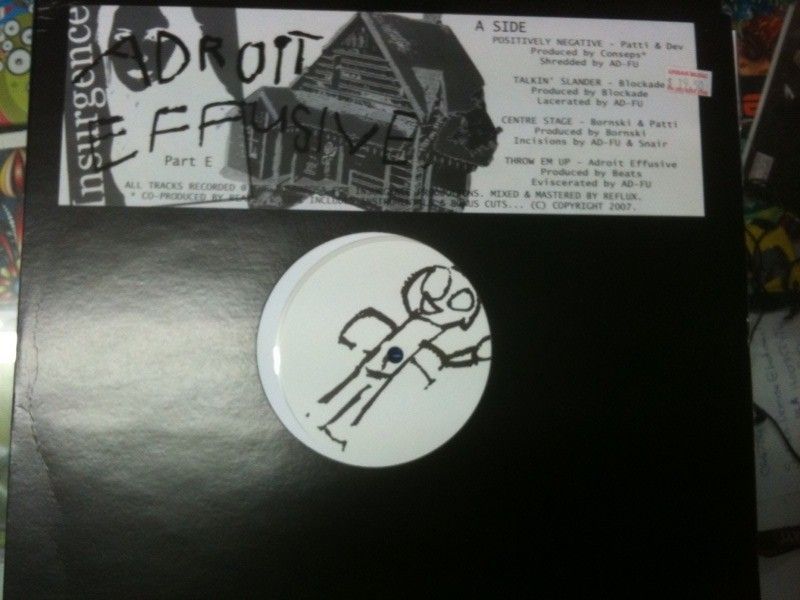 insurgence
ADROIT
EFFUSIVE
Part E
A SIDE
POSITIVELY NEGATIVE - Patti & Dev
Produced by Conseps*
Shredded by AD-FU
TALKIN' SLANDER - Blockade
Produced by Blockade
Lacerated by AD-FU
CENTRE STAGE - Bornski & Patti
Produced by Bornski
Incisions by AD-FU & Snair
THROW EM UP - Adroit Effusive
Produced by Beats
Eviscerated by AD-FU
ALL TRACKS RECORDED MIXED & MASTERED BY REFLUX.
* CO-PRODUCED BY CUTS... (C) COPYRIGHT 2007.